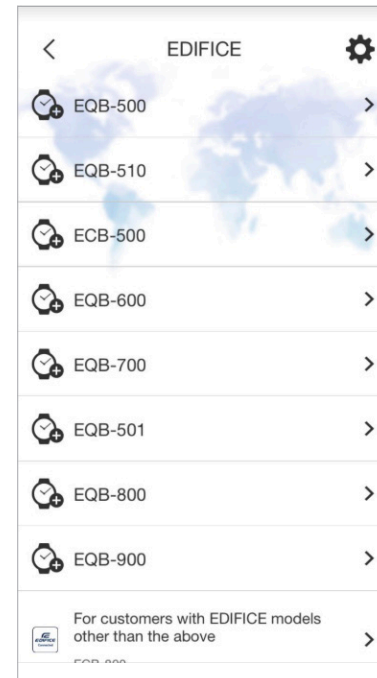 EDIFICE
EQB-500
EQB-510
ECB-500
EQB-600
EQB-700
EQB-501
EQB-800
EQB-900
For customers with EDIFICE models
other than the above
EDIFICE